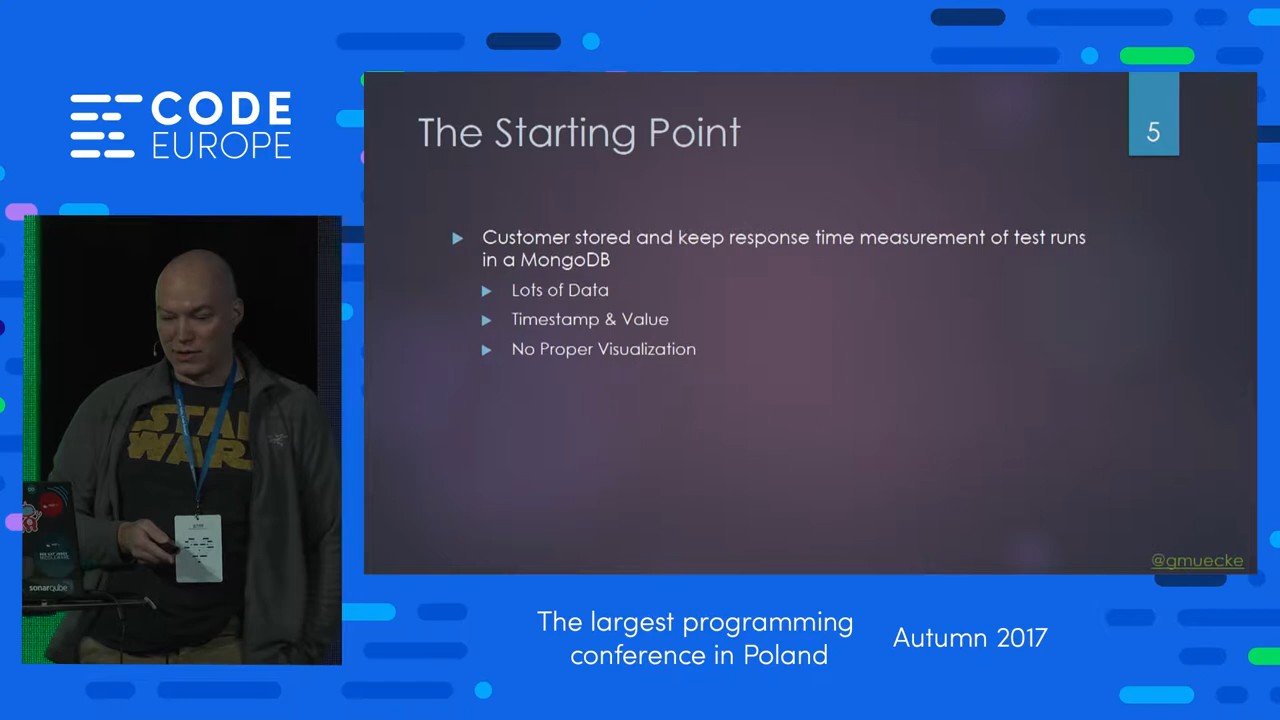 CODE
EUROPE
The Starting Point
5
Customer stored and keep response time measurement of test runs
in a MongoDB
Lots of Data
Timestamp & Value
No Proper Visualization
@gmuecke
STAR
WARS
sonarqube
The largest programming
conference in Poland
Autumn 2017